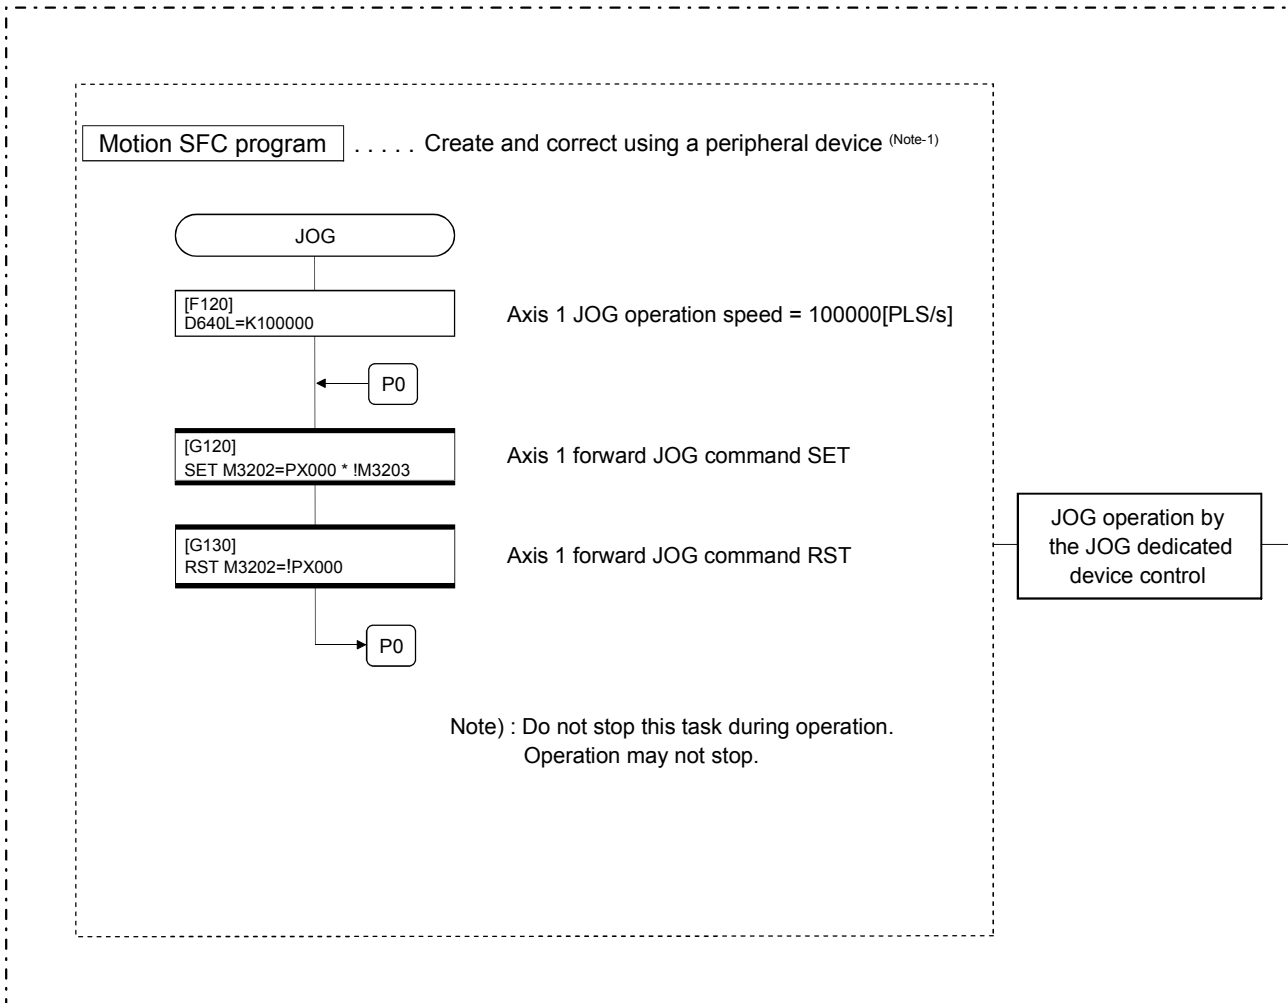 Motion SFC program . . . . . Create and correct using a peripheral device (Note-1)
JOG
[F120]
D640L=K100000
Axis 1 JOG operation speed = 100000[PLS/s]
P0
[G120]
SET M3202=PX000 * !M3203
Axis 1 forward JOG command SET
[G130]
RST M3202=!PX000
Axis 1 forward JOG command RST
P0
Note) : Do not stop this task during operation.
Operation may not stop.
JOG operation by
the JOG dedicated
device control